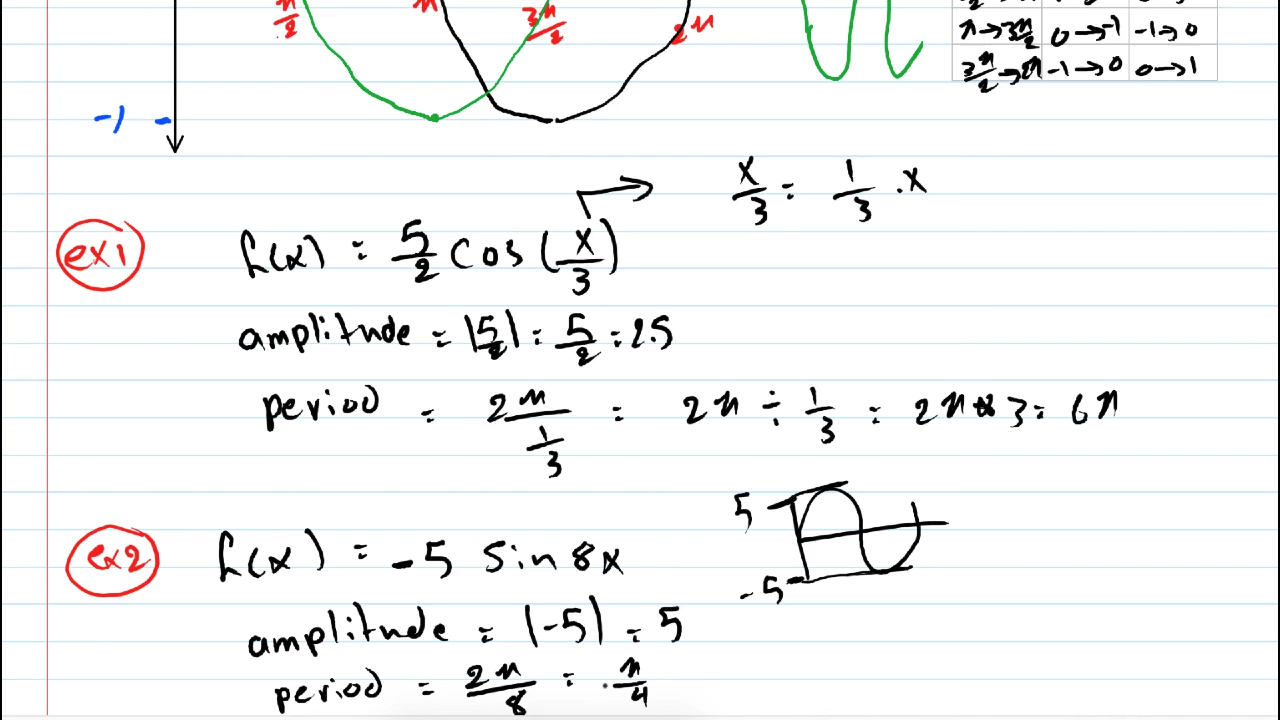 π/2 π 3π/2 2π
π→3π/2 0→-1 -1→0
3π/2→2π -1→0 0→1
-1
x/3 = 1/3 .x
ex1 f(x) = 5/2 cos (x/3)
amplitude = |5/2| = 5/2 = 2.5
period = 2π/(1/3) = 2π ÷ 1/3 = 2π * 3 = 6π
5
ex2 f(x) = -5 sin 8x
-5
amplitude = |-5| = 5
period = 2π/8 = π/4